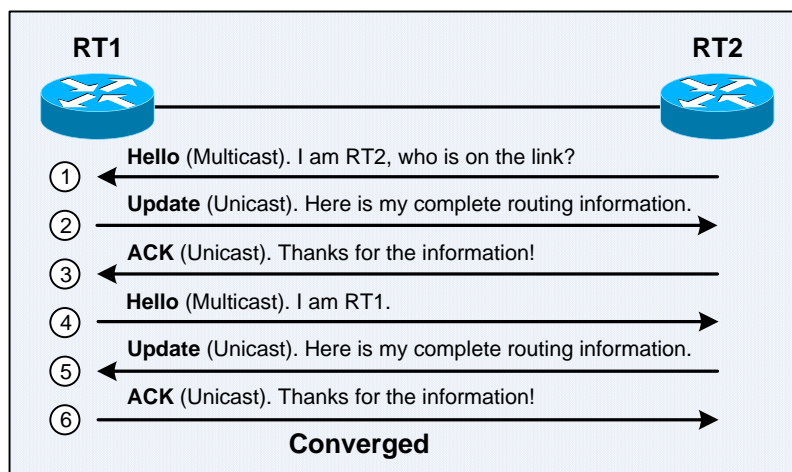 RT1 RT2
Hello (Multicast). I am RT2, who is on the link?
1
Update (Unicast). Here is my complete routing information.
2
ACK (Unicast). Thanks for the information!
3
Hello (Multicast). I am RT1.
4
Update (Unicast). Here is my complete routing information.
5
ACK (Unicast). Thanks for the information!
6
Converged